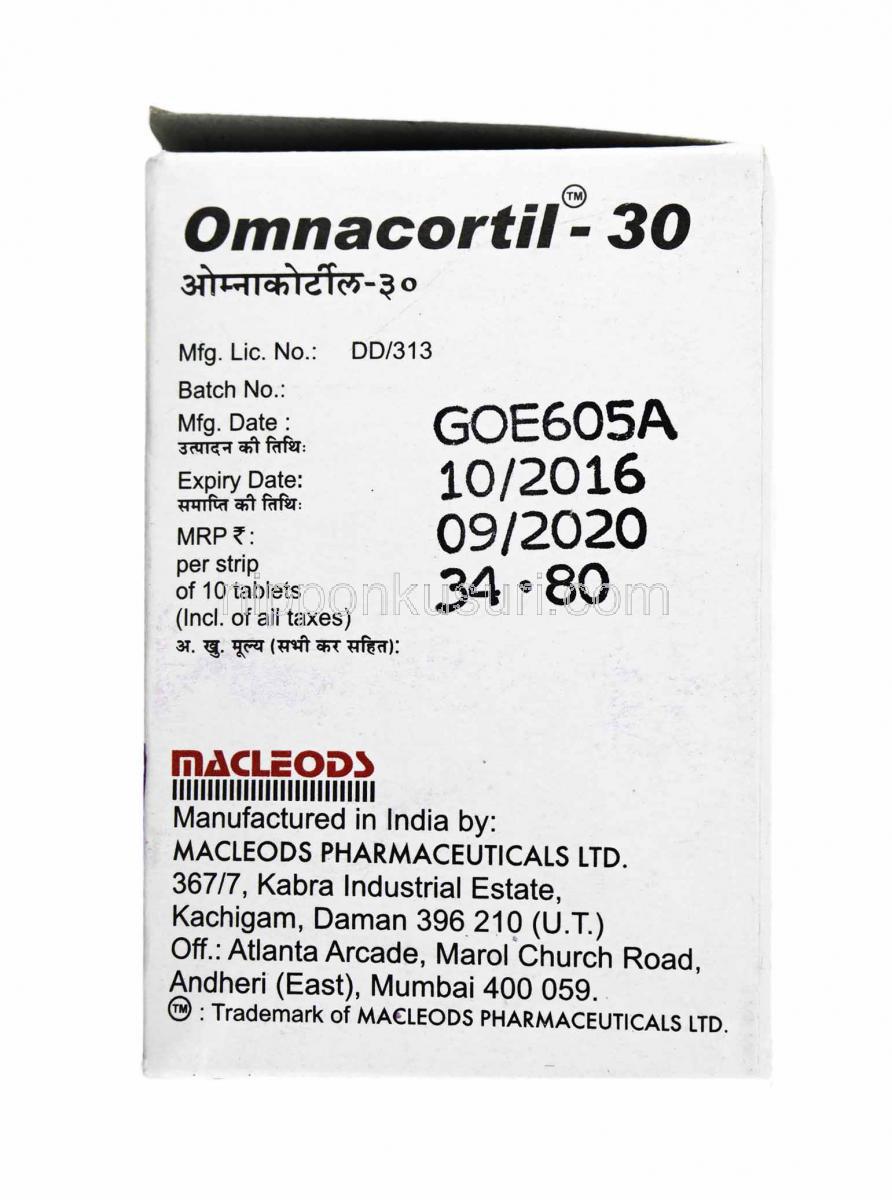 Omnacortil™ - 30
ओम्नाकोर्टील-३०
Mfg. Lic. No.: DD/313
Batch No.:
Mfg. Date : GOE605A
उत्पादन की तिथिः
Expiry Date: 10/2016
समाप्ति की तिथिः
MRP ₹ : 09/2020
per strip
of 10 tablets 34.80
nipponkusuri.com
(Incl. of all taxes)
अ. खु. मूल्य (सभी कर सहित):
MACLEODS
Manufactured in India by:
MACLEODS PHARMACEUTICALS LTD.
367/7, Kabra Industrial Estate,
Kachigam, Daman 396 210 (U.T.)
Off.: Atlanta Arcade, Marol Church Road,
Andheri (East), Mumbai 400 059.
™ : Trademark of MACLEODS PHARMACEUTICALS LTD.